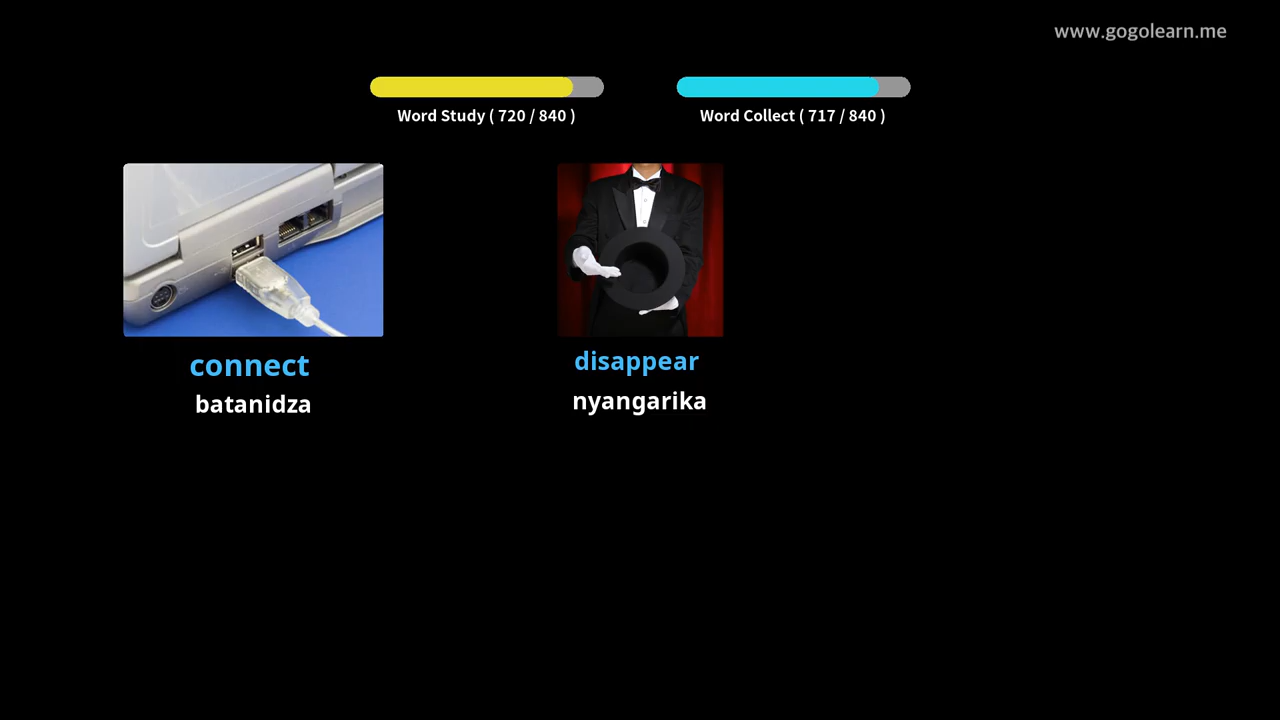 www.gogolearn.me
Word Study ( 720 / 840 )
Word Collect ( 717 / 840 )
connect
batanidza
disappear
nyangarika